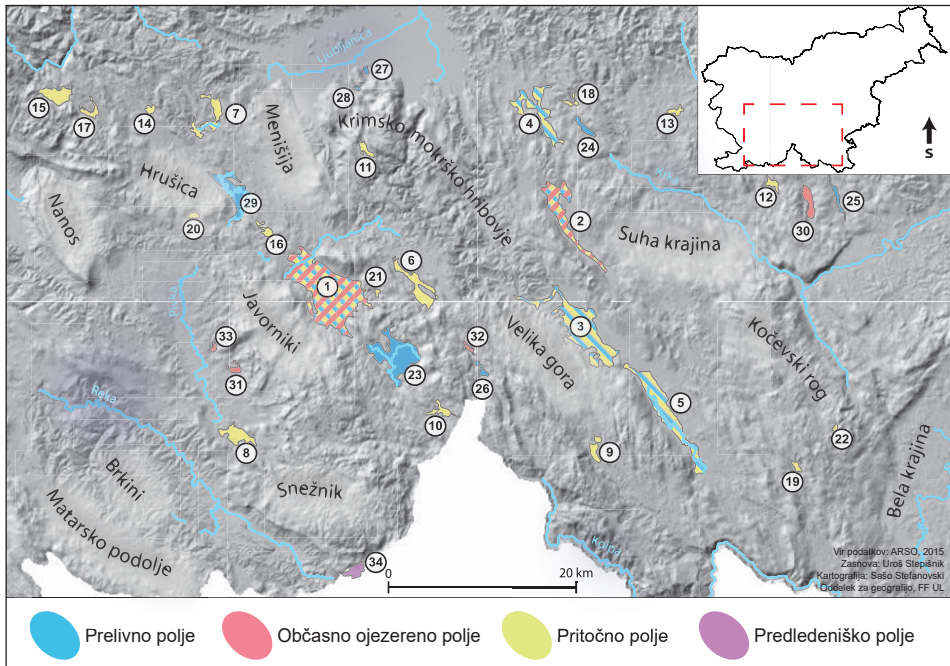 Ljubljanica
27
15
18
28
17
14
7
Menišija
4
13
Krimsko mokrško hribovje
24
11
S
Krka
Hrušica
12
25
29
2
30
Nanos
20
Suha krajina
16
6
21
1
Javorniki
Velika gora
3
Kočevski rog
33
32
31
23
26
Reka
5
10
22
8
9
19
Bela krajina
Brkini
Snežnik
Matarsko podolje
Kolpa
34
0
20 km
Vir podatkov: ARSO, 2015
Zasnova: Uroš Stepišnik
Kartografija: Sašo Stefanovski
Oddelek za geografijo, FF UL
Prelivno polje
Občasno ojezereno polje
Pritočno polje
Predledeniško polje